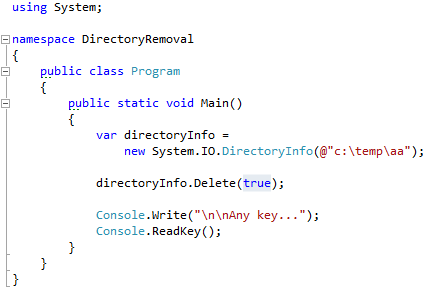 using System;
namespace DirectoryRemoval
{
public class Program
{
public static void Main()
{
var directoryInfo =
new System.IO.DirectoryInfo(@"c:\temp\aa");
directoryInfo.Delete(true);
Console.Write("\n\nAny key...");
Console.ReadKey();
}
}
}